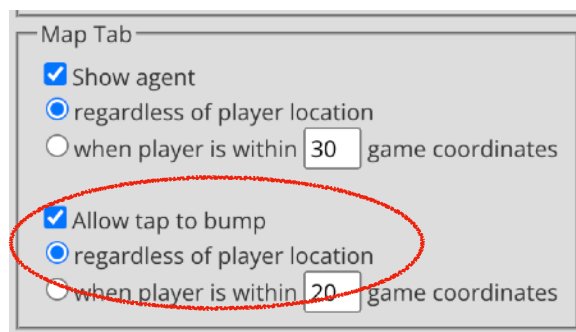 Map Tab
Show agent
regardless of player location
when player is within 30 game coordinates
Allow tap to bump
regardless of player location
when player is within 20 game coordinates